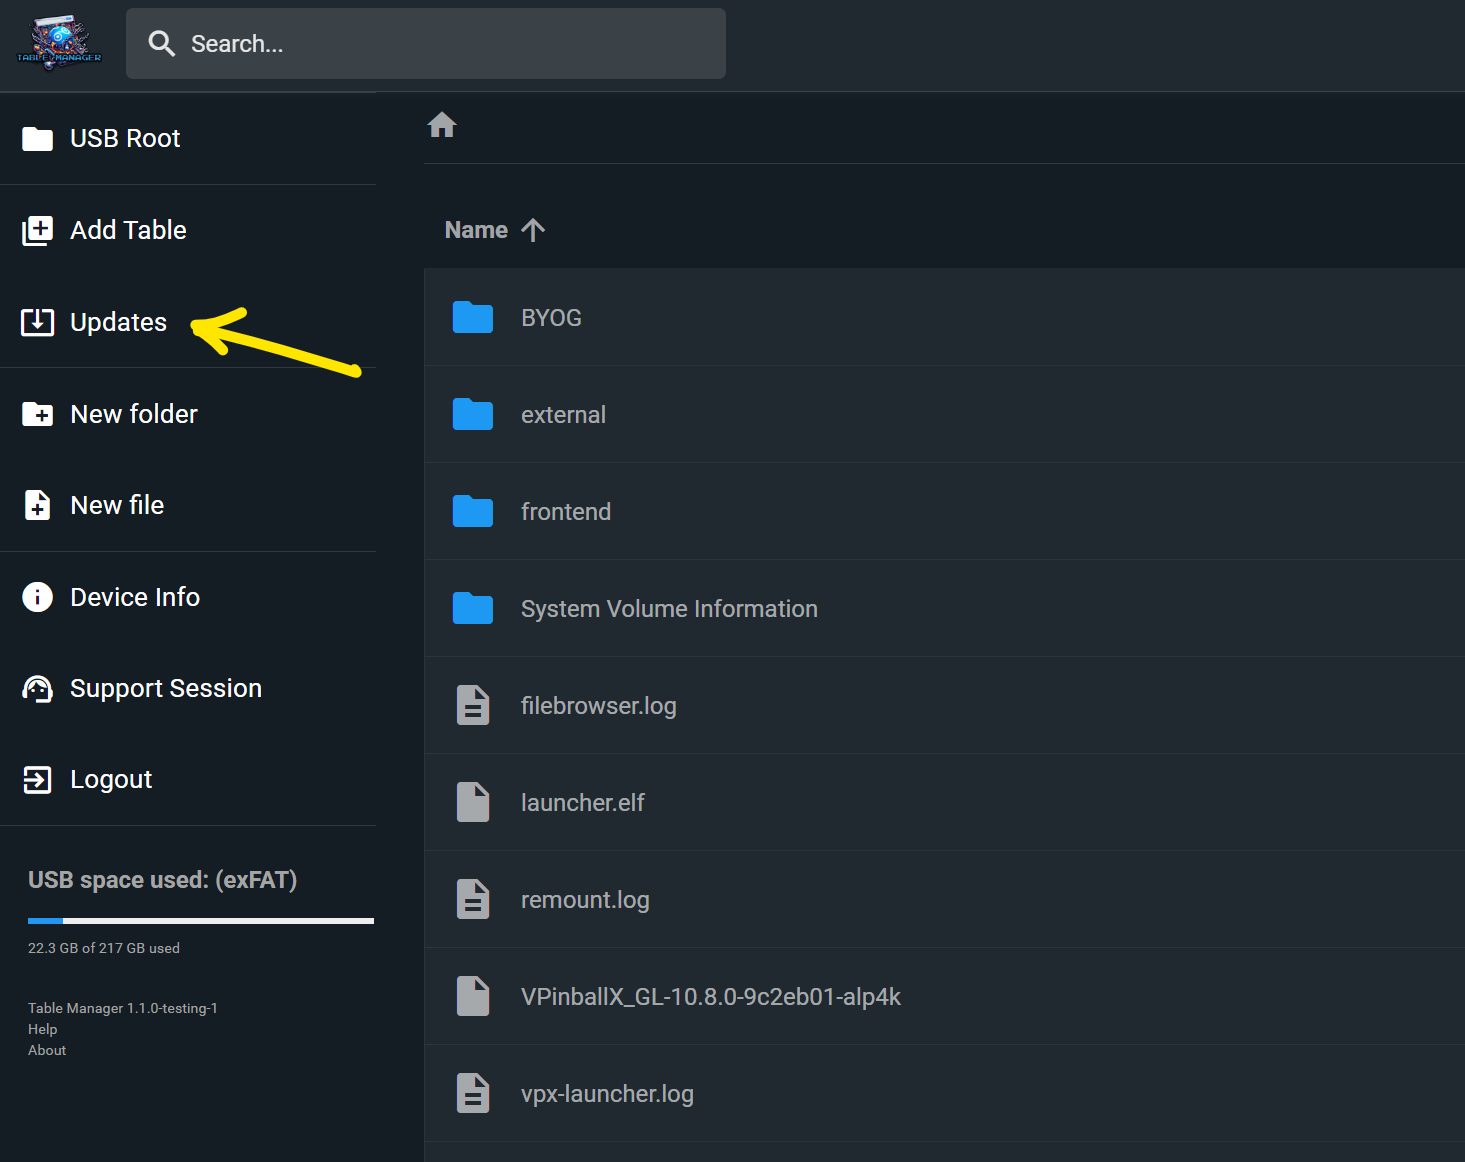 TABLE MANAGER
Search...
USB Root
Add Table
Updates
New folder
New file
Device Info
Support Session
Logout
USB space used: (exFAT)
22.3 GB of 217 GB used
Table Manager 1.1.0-testing-1
Help
About
Name
BYOG
external
frontend
System Volume Information
filebrowser.log
launcher.elf
remount.log
VPinballX_GL-10.8.0-9c2eb01-alp4k
vpx-launcher.log